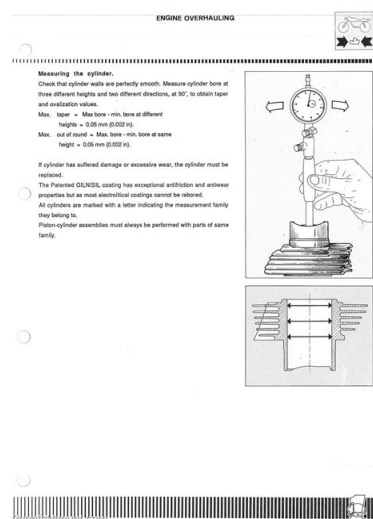 ENGINE OVERHAULING
Measuring the cylinder.
Check that cylinder walls are perfectly smooth. Measure cylinder bore at
three different heights and two different directions, at 90°, to obtain taper
and ovalization values.
Max. taper = Max bore - min. bore at different
heights = 0.05 mm (0.002 in).
Max. out of round = Max. bore - min. bore at same
height = 0.05 mm (0.002 in).
If cylinder has suffered damage or excessive wear, the cylinder must be
replaced.
The Patented GILNISIL coating has exceptional antifriction and antiwear
properties but as most electrolitical coatings cannot be rebored.
All cylinders are marked with a letter indicating the measurement family
they belong to.
Piston-cylinder assemblies must always be performed with parts of same
family.